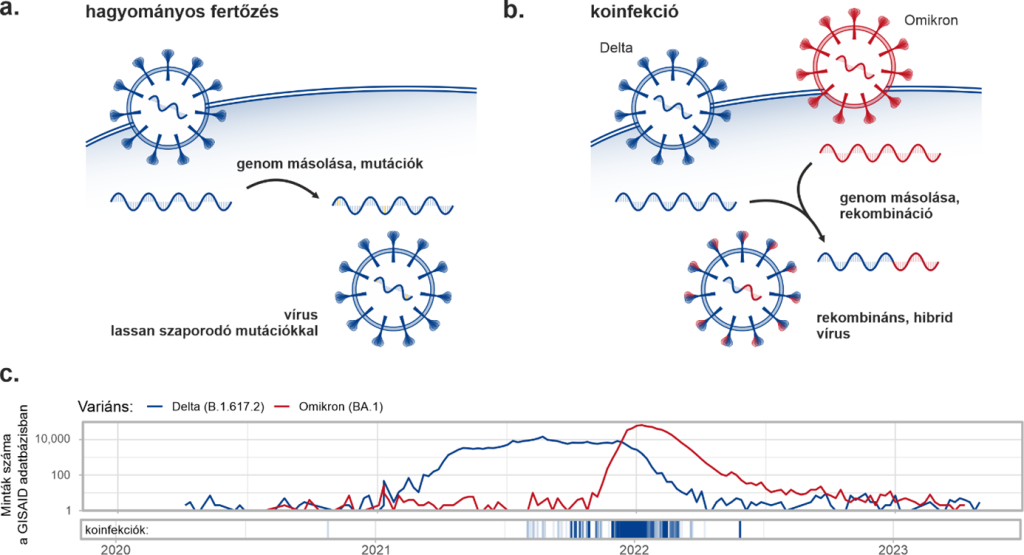 a.
hagyományos fertőzés
genom másolása, mutációk
vírus
lassan szaporodó mutációkkal
b.
koinfekció
Delta
Omikron
genom másolása,
rekombináció
rekombináns, hibrid
vírus
c.
Variáns:
Delta (B.1.617.2)
Omikron (BA.1)
Minták száma
a GISAID adatbázisban
10,000
100
1
koinfekciók:
2020
2021
2022
2023